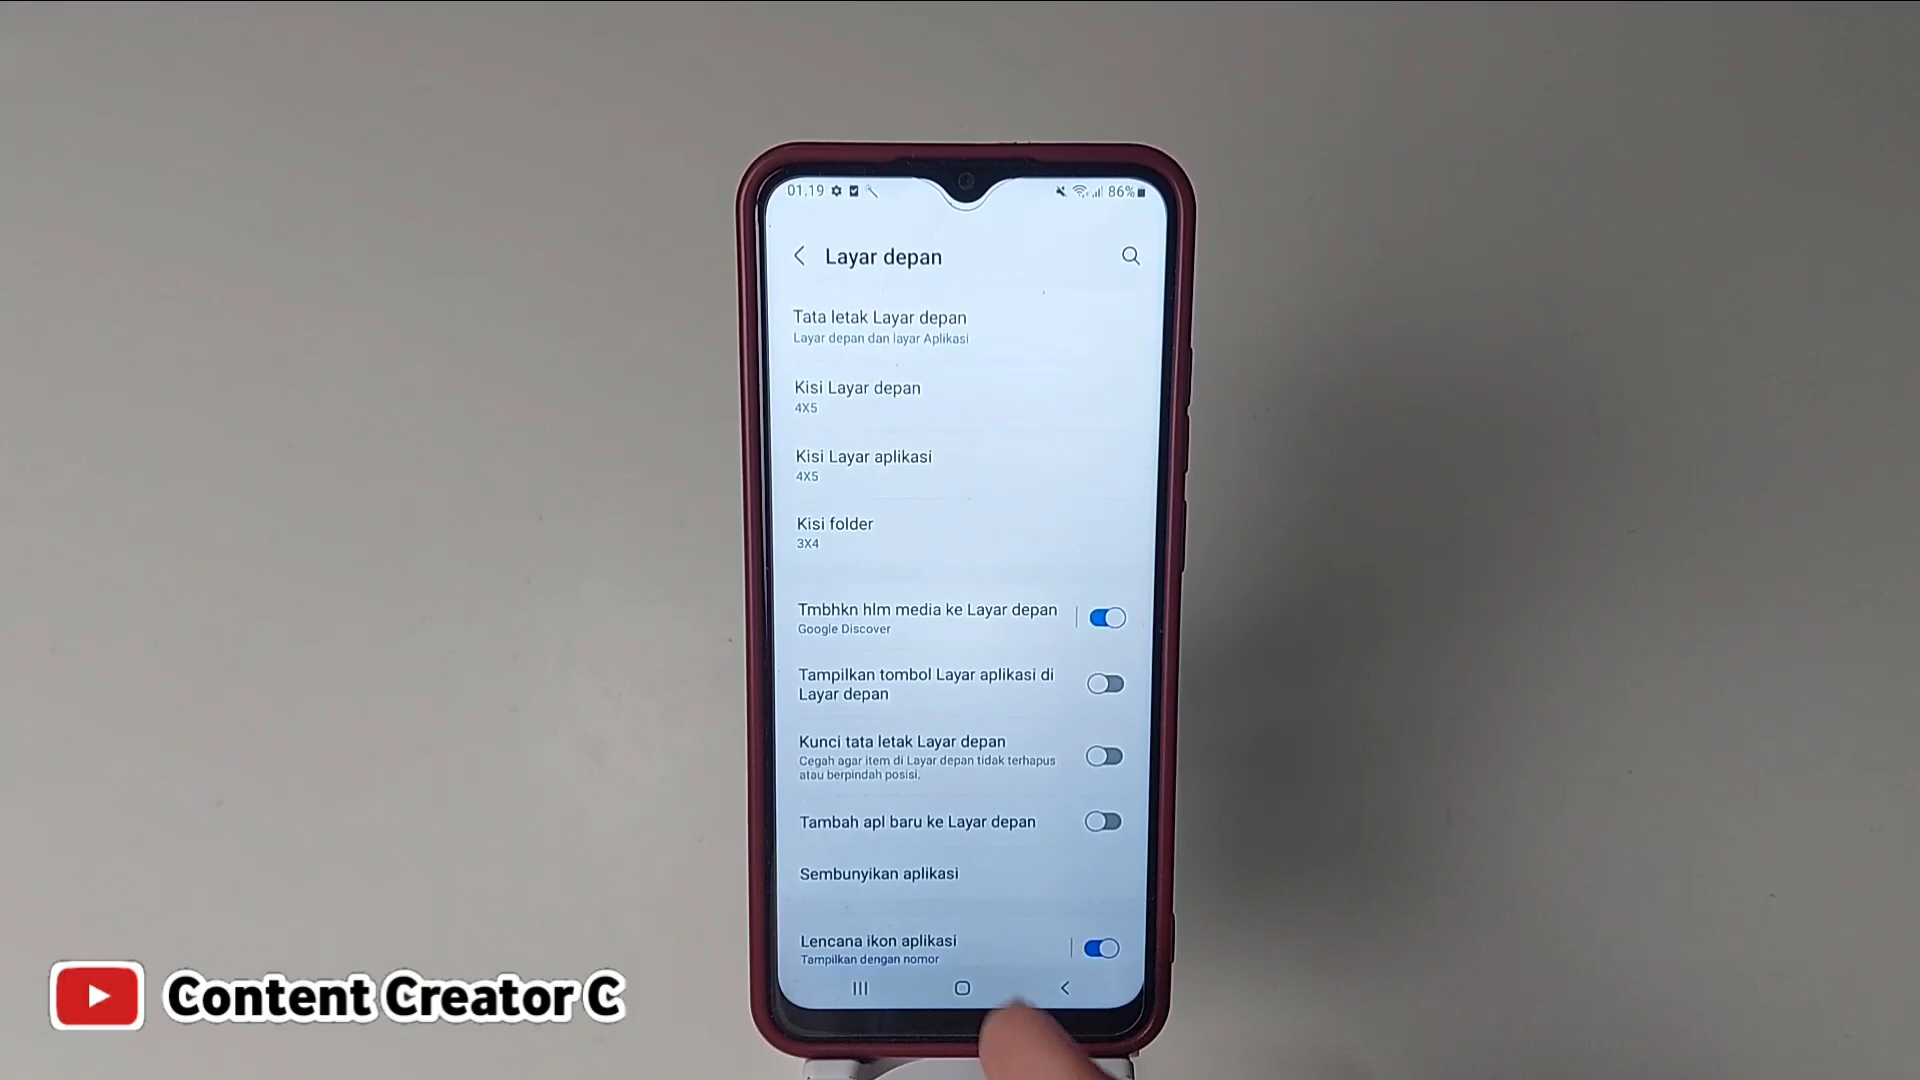 01.19
86%
Layar depan
Tata letak Layar depan
Layar depan dan layar Aplikasi
Kisi Layar depan
4X5
Kisi Layar aplikasi
4X5
Kisi folder
3X4
Tmbhkn hlm media ke Layar depan
Google Discover
Tampilkan tombol Layar aplikasi di
Layar depan
Kunci tata letak Layar depan
Cegah agar item di Layar depan tidak terhapus
atau berpindah posisi.
Tambah apl baru ke Layar depan
Sembunyikan aplikasi
Lencana ikon aplikasi
Tampilkan dengan nomor
Content Creator C